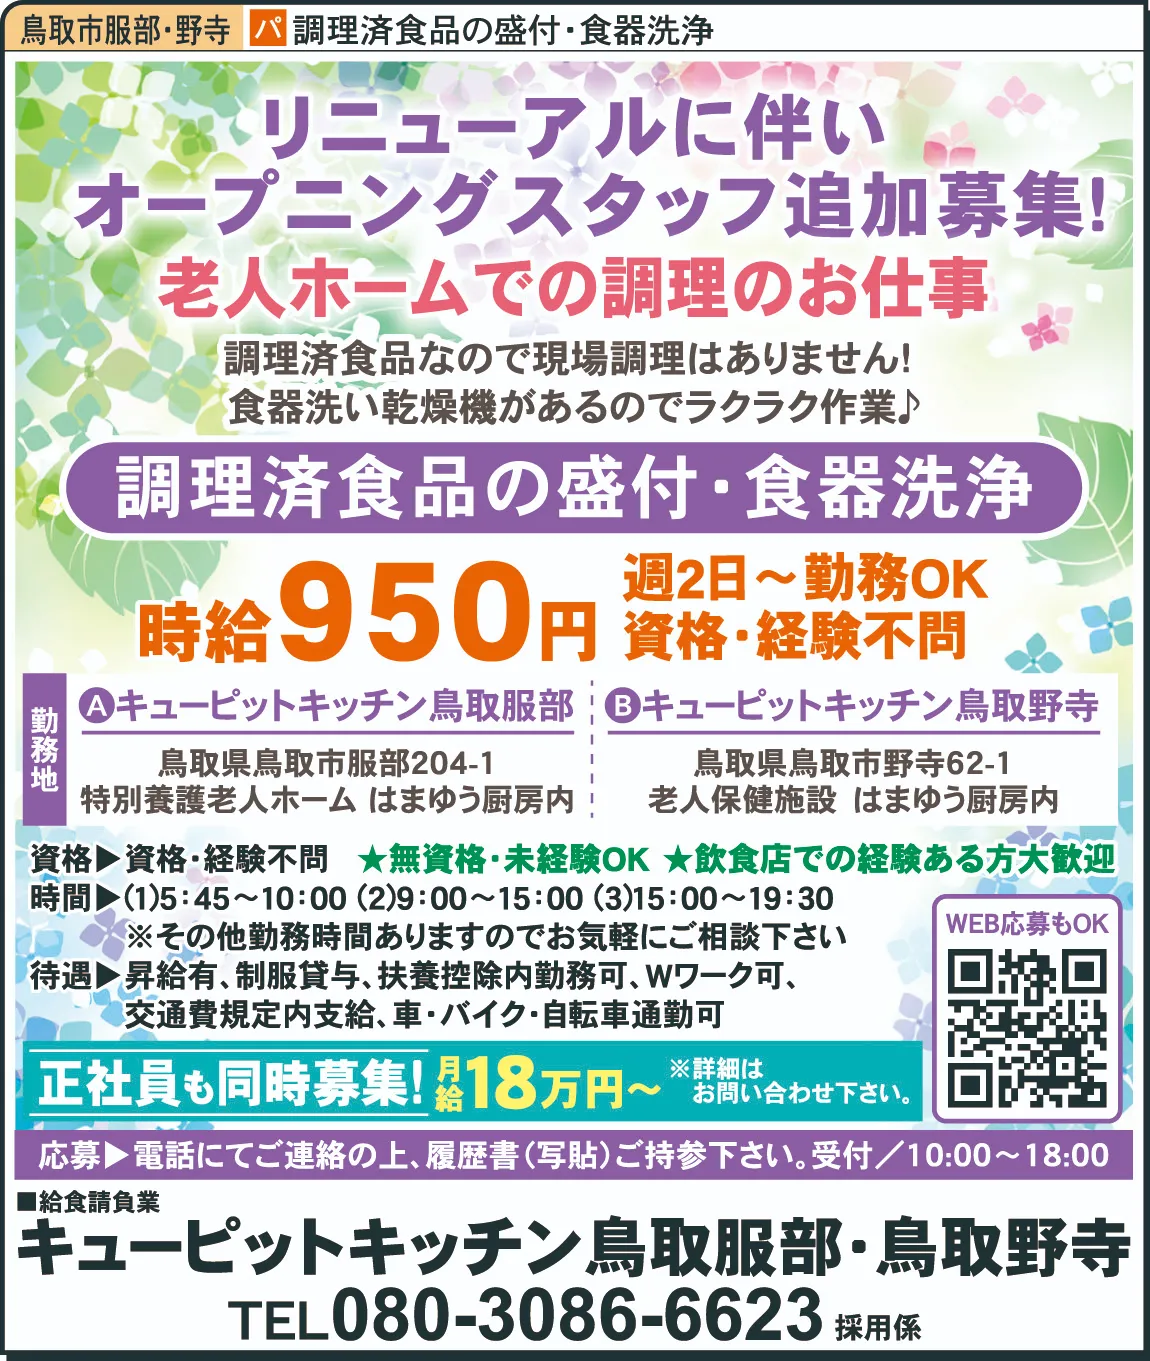 鳥取市服部・野寺 パ 調理済食品の盛付・食器洗浄
リニューアルに伴い
オープニングスタッフ追加募集!
老人ホームでの調理のお仕事
調理済食品なので現場調理はありません!
食器洗い乾燥機があるのでラクラク作業♪
調理済食品の盛付・食器洗浄
時給950円
週2日～勤務OK
資格・経験不問
勤務地
Aキューピットキッチン鳥取服部
鳥取県鳥取市服部204-1
特別養護老人ホーム はまゆう厨房内
Bキューピットキッチン鳥取野寺
鳥取県鳥取市野寺62-1
老人保健施設 はまゆう厨房内
資格▶資格・経験不問 ★無資格・未経験OK ★飲食店での経験ある方大歓迎
時間▶(1)5:45～10:00 (2)9:00～15:00 (3)15:00～19:30
※その他勤務時間ありますのでお気軽にご相談下さい
待遇▶昇給有、制服貸与、扶養控除内勤務可、Wワーク可、
交通費規定内支給、車・バイク・自転車通勤可
WEB応募もOK
正社員も同時募集! 月給18万円～
※詳細は
お問い合わせ下さい。
応募▶電話にてご連絡の上、履歴書(写貼)ご持参下さい。受付／10:00～18:00
■給食請負業
キューピットキッチン鳥取服部・鳥取野寺
TEL080-3086-6623 採用係